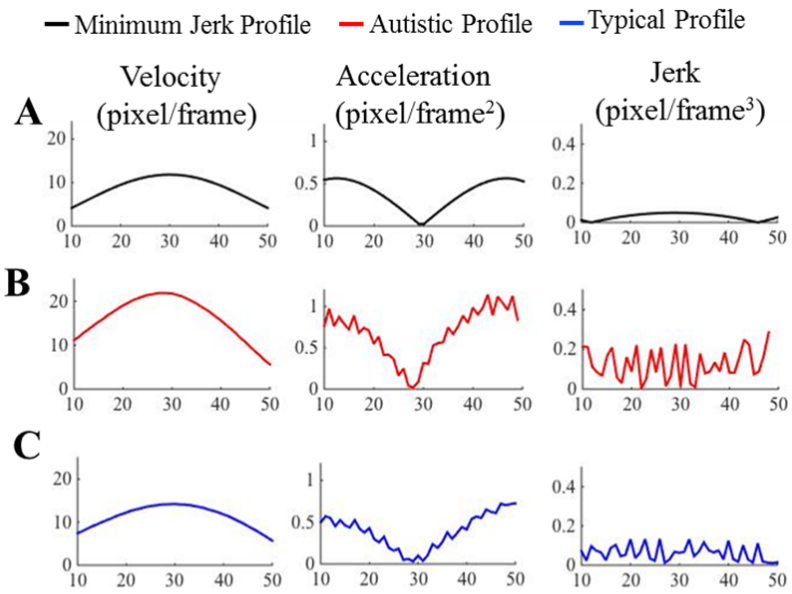 Minimum Jerk Profile Autistic Profile Typical Profile
Velocity Acceleration Jerk
A (pixel/frame) (pixel/frame²) (pixel/frame³)
20 1 0.4
10 0.5 0.2
0 0 0
10 20 30 40 50 10 20 30 40 50 10 20 30 40 50
B
20 1 0.4
10 0.5 0.2
0 0 0
10 20 30 40 50 10 20 30 40 50 10 20 30 40 50
C
20 1 0.4
10 0.5 0.2
0 0 0
10 20 30 40 50 10 20 30 40 50 10 20 30 40 50